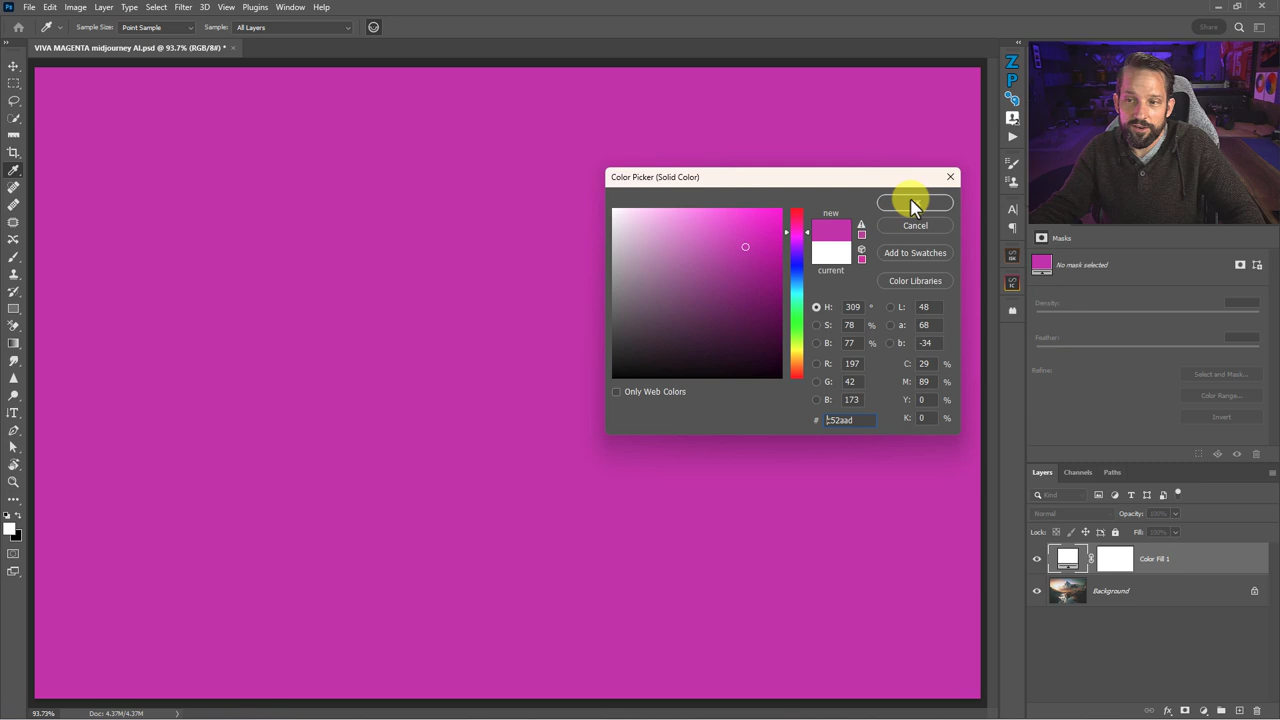 Ps File Edit Image Layer Type Select Filter 3D View Plugins Window Help
Sample Size: Point Sample Sample: All Layers Share
VIVA MAGENTA midjourney AI.psd @ 93.7% (RGB/8#) * ×
Color Picker (Solid Color)
new
Cancel
Add to Swatches
current
Color Libraries
H: 309 ° L: 48
S: 78 % a: 68
B: 77 % b: -34
R: 197 C: 29 %
G: 42 M: 89 %
B: 173 Y: 0 %
# c52aad K: 0 %
Only Web Colors
Z
P
Masks
No mask selected
Density:
Feather:
Refine:
Select and Mask...
Color Range...
Invert
Layers Channels Paths
Kind
Normal Opacity: 100%
Lock: Fill: 100%
Color Fill 1
Background
93.73% Doc: 4.37M/4.37M